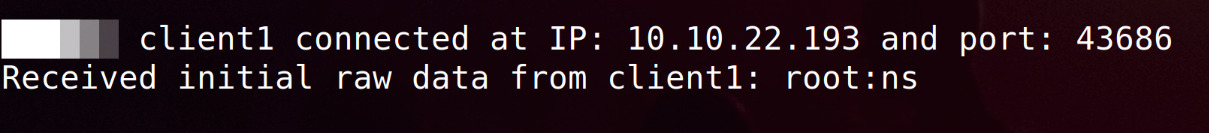 client1 connected at IP: 10.10.22.193 and port: 43686
Received initial raw data from client1: root:ns